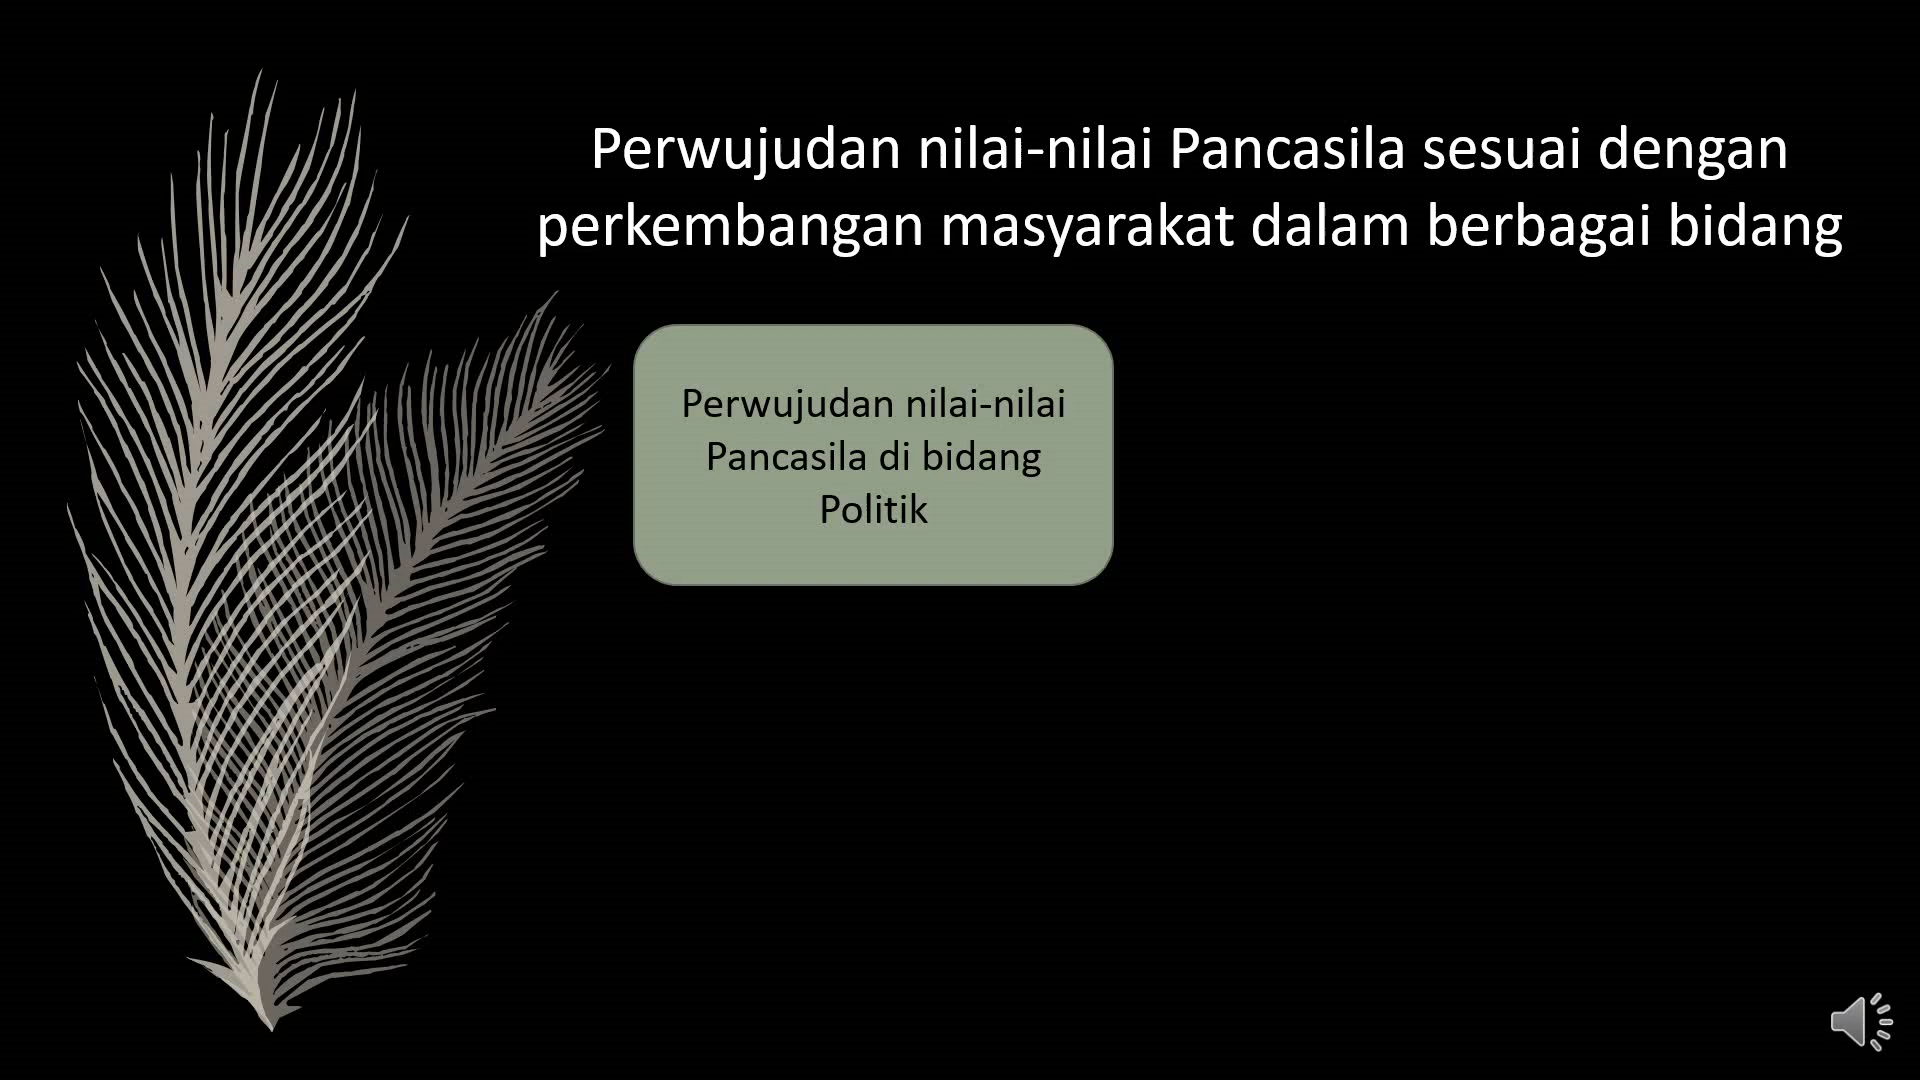 Perwujudan nilai-nilai Pancasila sesuai dengan
perkembangan masyarakat dalam berbagai bidang
Perwujudan nilai-nilai
Pancasila di bidang
Politik